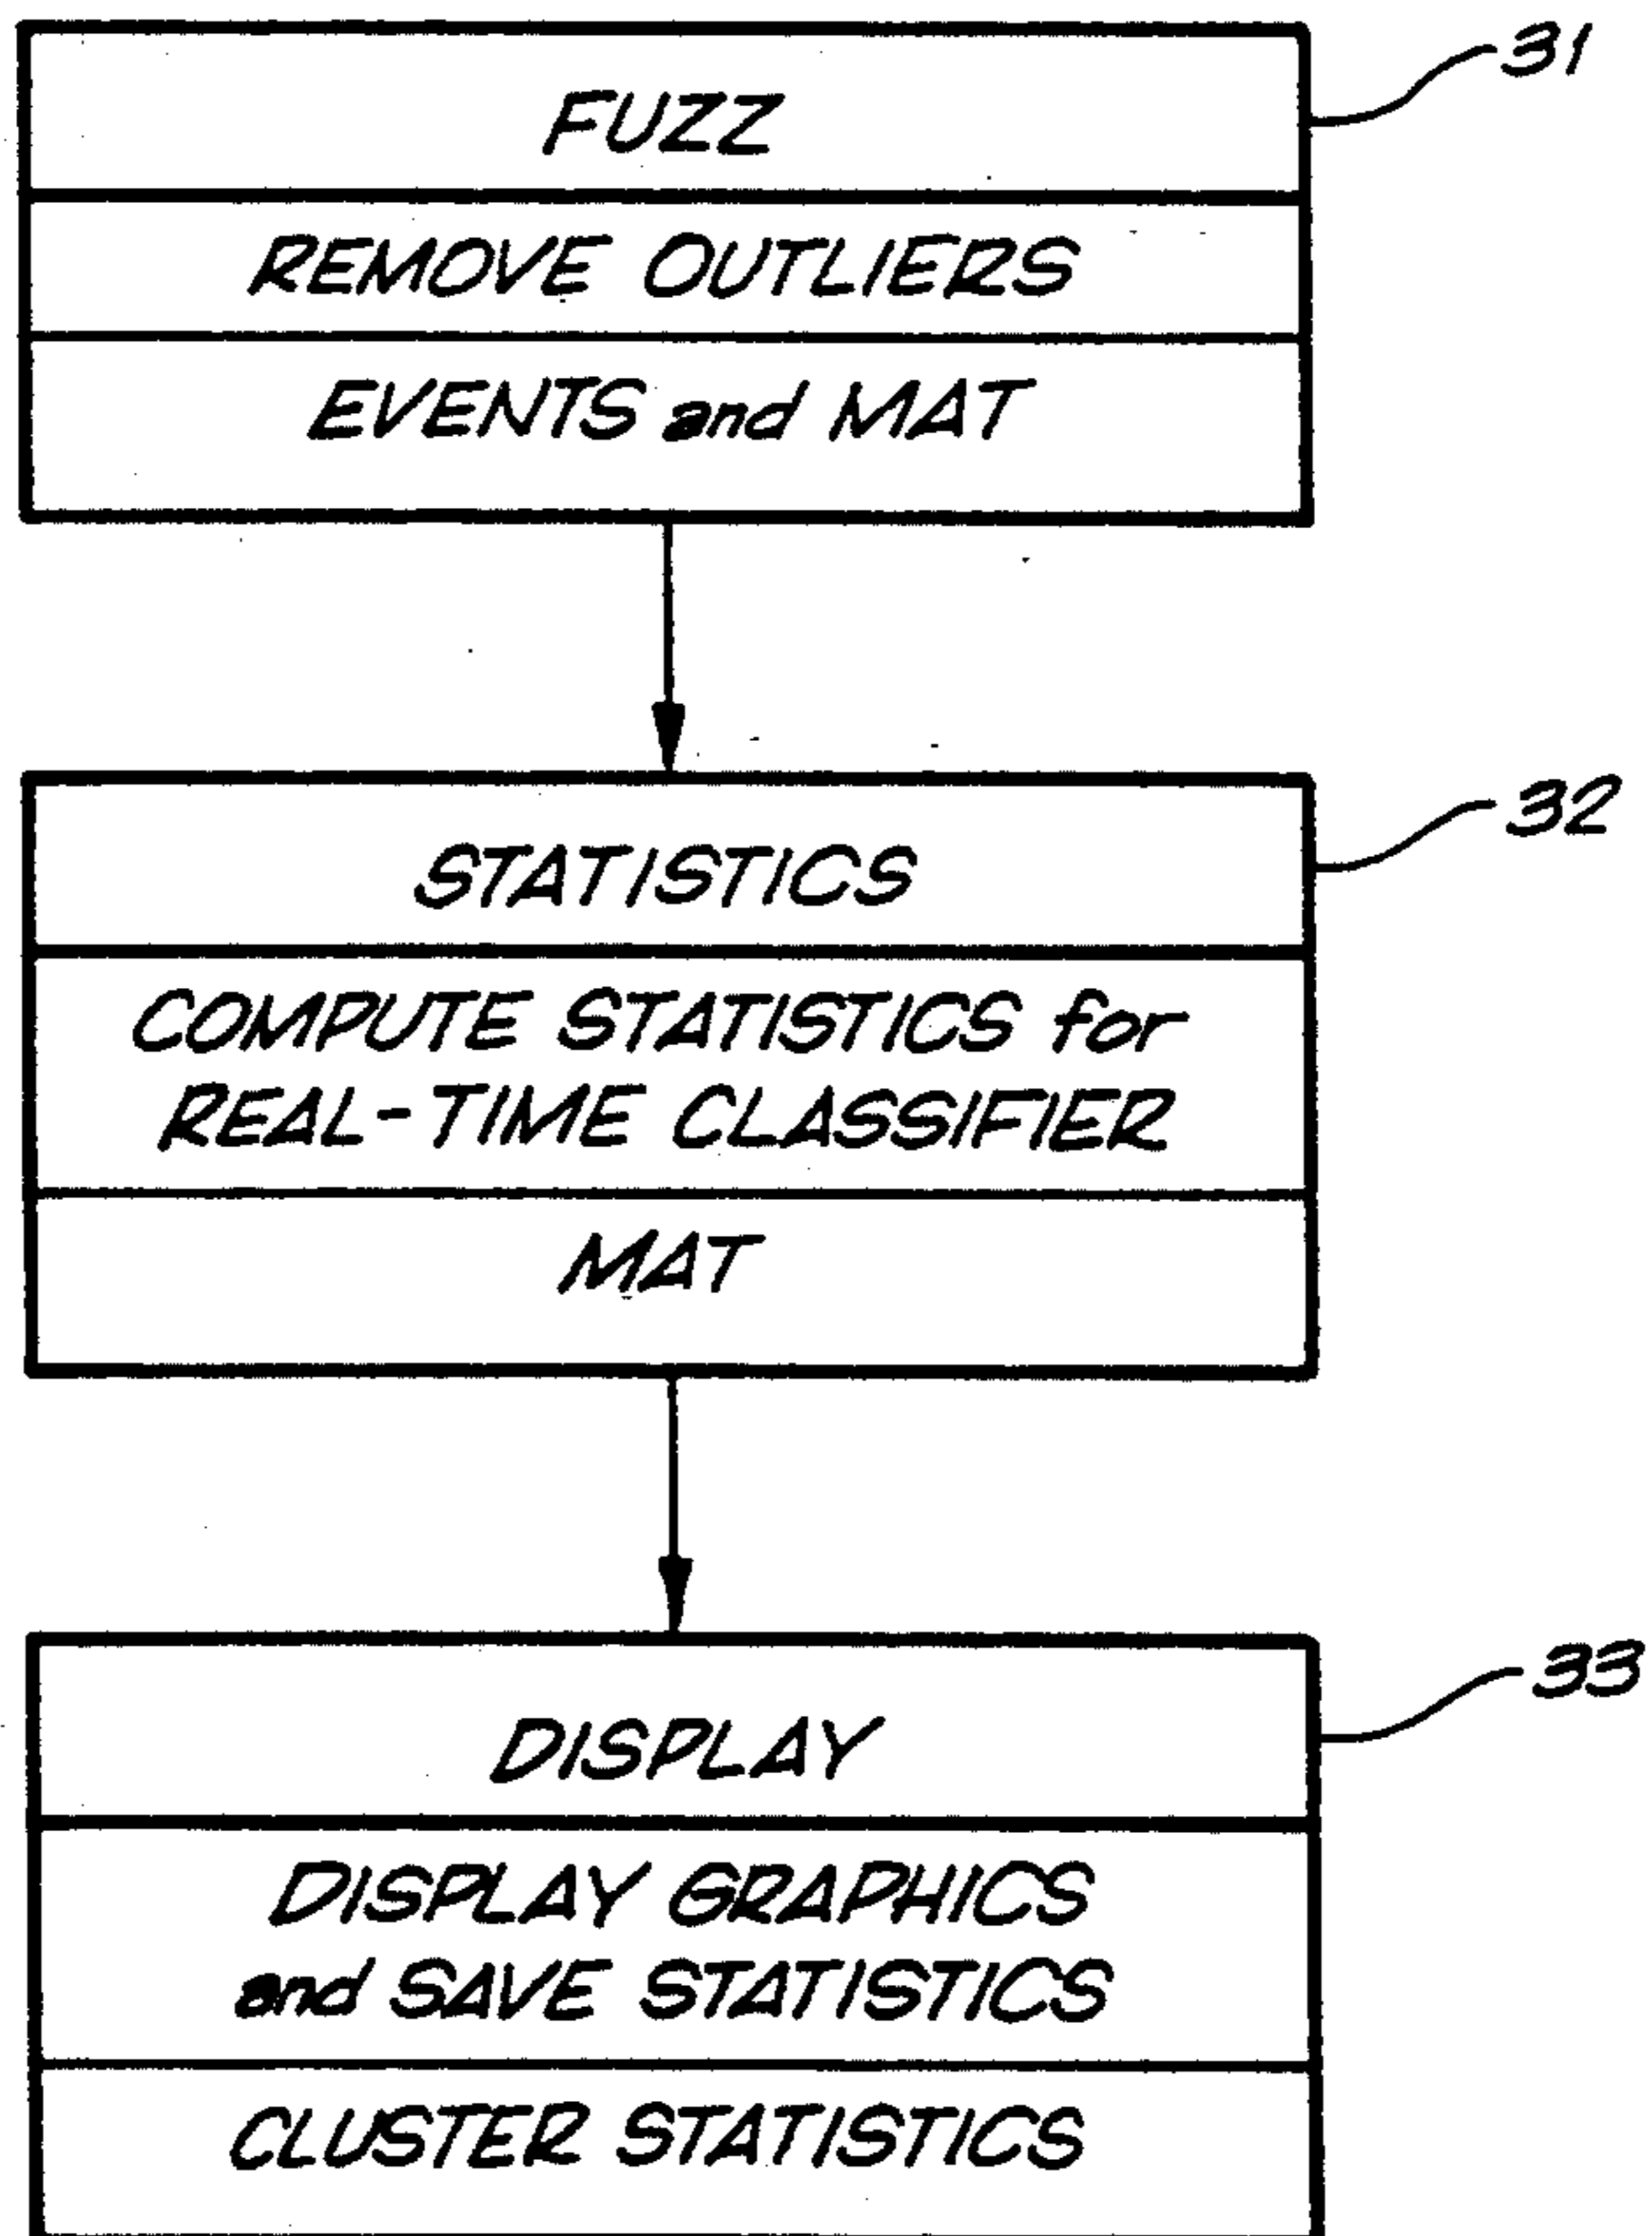 FUZZ
31
REMOVE OUTLIERS
EVENTS and MAT
STATISTICS
32
COMPUTE STATISTICS for
REAL-TIME CLASSIFIER
MAT
DISPLAY
33
DISPLAY GRAPHICS
and SAVE STATISTICS
CLUSTER STATISTICS